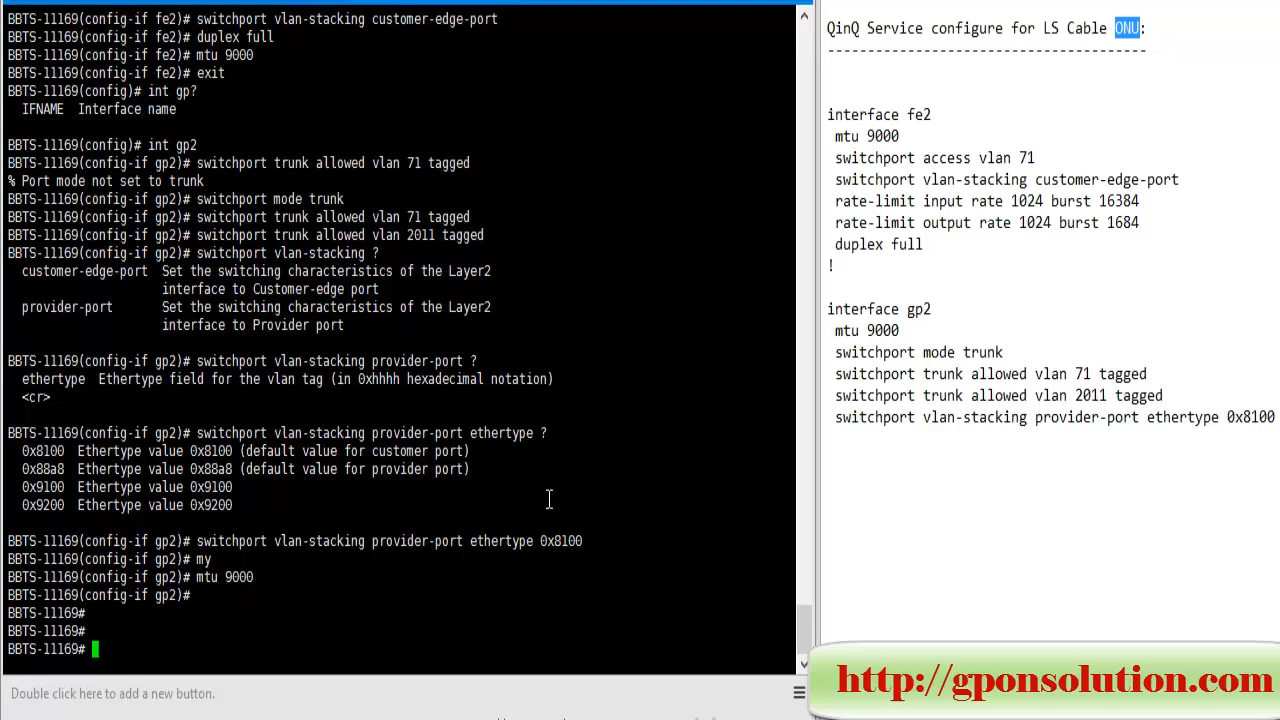 BBTS-11169(config-if fe2)# switchport vlan-stacking customer-edge-port
BBTS-11169(config-if fe2)# duplex full
BBTS-11169(config-if fe2)# mtu 9000
BBTS-11169(config-if fe2)# exit
BBTS-11169(config)# int gp?
  IFNAME  Interface name
BBTS-11169(config)# int gp2
BBTS-11169(config-if gp2)# switchport trunk allowed vlan 71 tagged
% Port mode not set to trunk
BBTS-11169(config-if gp2)# switchport mode trunk
BBTS-11169(config-if gp2)# switchport trunk allowed vlan 71 tagged
BBTS-11169(config-if gp2)# switchport trunk allowed vlan 2011 tagged
BBTS-11169(config-if gp2)# switchport vlan-stacking ?
  customer-edge-port  Set the switching characteristics of the Layer2
                      interface to Customer-edge port
  provider-port       Set the switching characteristics of the Layer2
                      interface to Provider port
BBTS-11169(config-if gp2)# switchport vlan-stacking provider-port ?
  ethertype  Ethertype field for the vlan tag (in 0xhhhh hexadecimal notation)
  <cr>
BBTS-11169(config-if gp2)# switchport vlan-stacking provider-port ethertype ?
  0x8100  Ethertype value 0x8100 (default value for customer port)
  0x88a8  Ethertype value 0x88a8 (default value for provider port)
  0x9100  Ethertype value 0x9100
  0x9200  Ethertype value 0x9200
BBTS-11169(config-if gp2)# switchport vlan-stacking provider-port ethertype 0x8100
BBTS-11169(config-if gp2)# my
BBTS-11169(config-if gp2)# mtu 9000
BBTS-11169(config-if gp2)#
BBTS-11169#
BBTS-11169#
BBTS-11169#
Double click here to add a new button.
QinQ Service configure for LS Cable ONU:
----------------------------------------
interface fe2
 mtu 9000
 switchport access vlan 71
 switchport vlan-stacking customer-edge-port
 rate-limit input rate 1024 burst 16384
 rate-limit output rate 1024 burst 1684
 duplex full
!
interface gp2
 mtu 9000
 switchport mode trunk
 switchport trunk allowed vlan 71 tagged
 switchport trunk allowed vlan 2011 tagged
 switchport vlan-stacking provider-port ethertype 0x8100
http://gponsolution.com